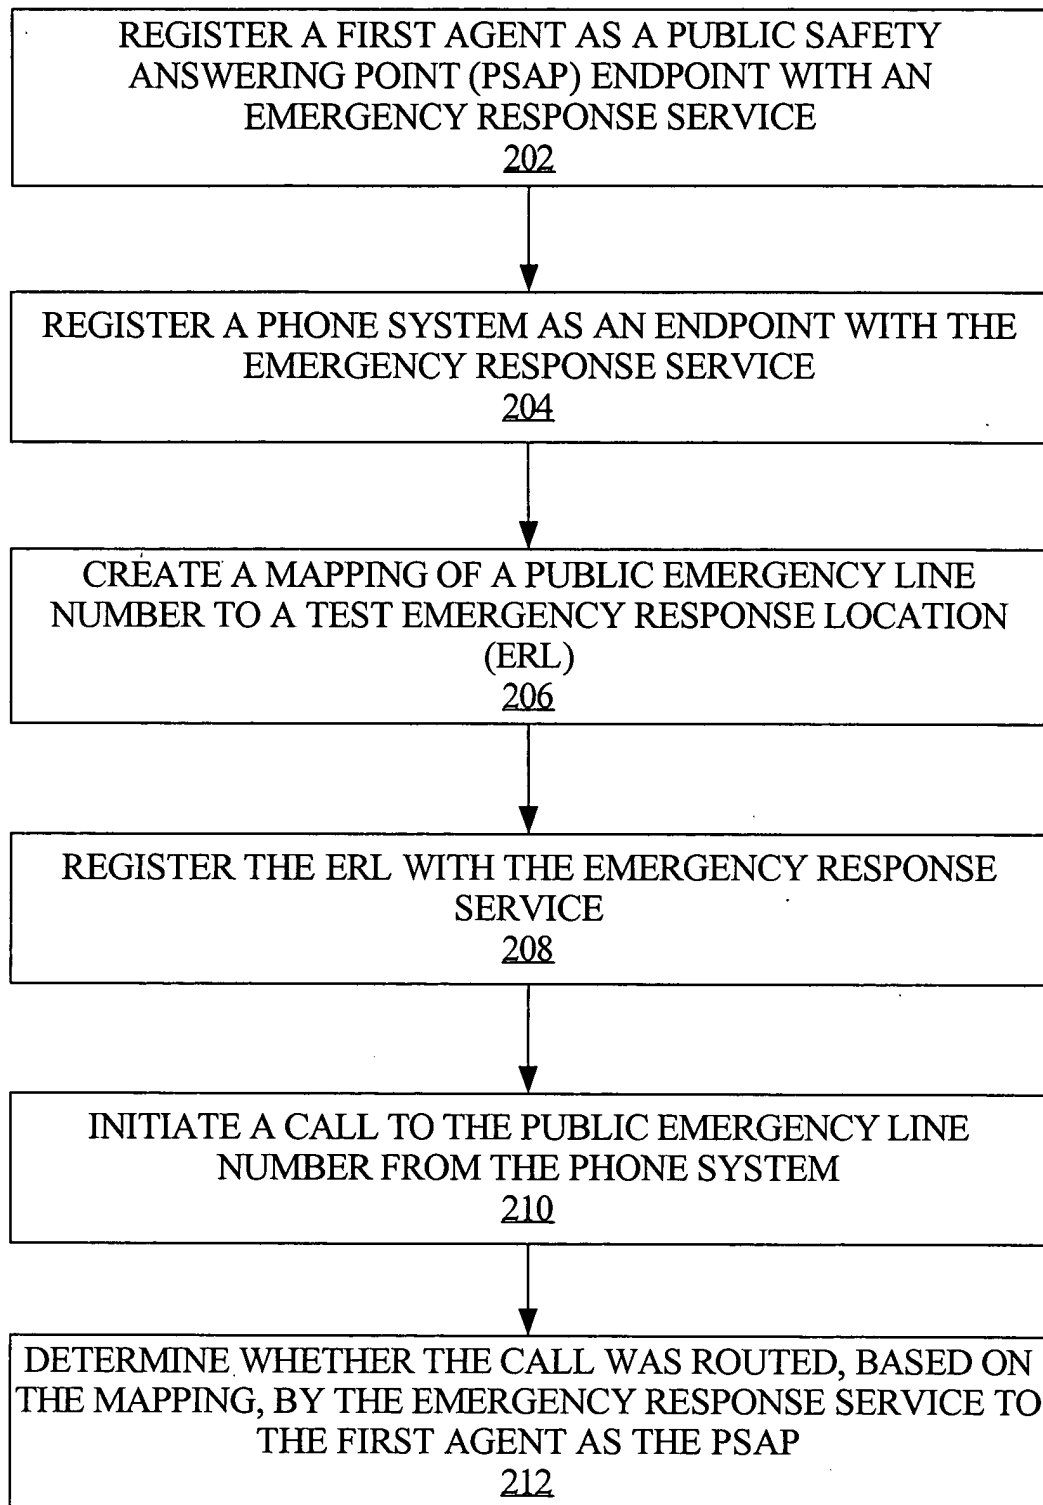 REGISTER A FIRST AGENT AS A PUBLIC SAFETY
ANSWERING POINT (PSAP) ENDPOINT WITH AN
EMERGENCY RESPONSE SERVICE
202
REGISTER A PHONE SYSTEM AS AN ENDPOINT WITH THE
EMERGENCY RESPONSE SERVICE
204
CREATE A MAPPING OF A PUBLIC EMERGENCY LINE
NUMBER TO A TEST EMERGENCY RESPONSE LOCATION
(ERL)
206
REGISTER THE ERL WITH THE EMERGENCY RESPONSE
SERVICE
208
INITIATE A CALL TO THE PUBLIC EMERGENCY LINE
NUMBER FROM THE PHONE SYSTEM
210
DETERMINE WHETHER THE CALL WAS ROUTED, BASED ON
THE MAPPING, BY THE EMERGENCY RESPONSE SERVICE TO
THE FIRST AGENT AS THE PSAP
212